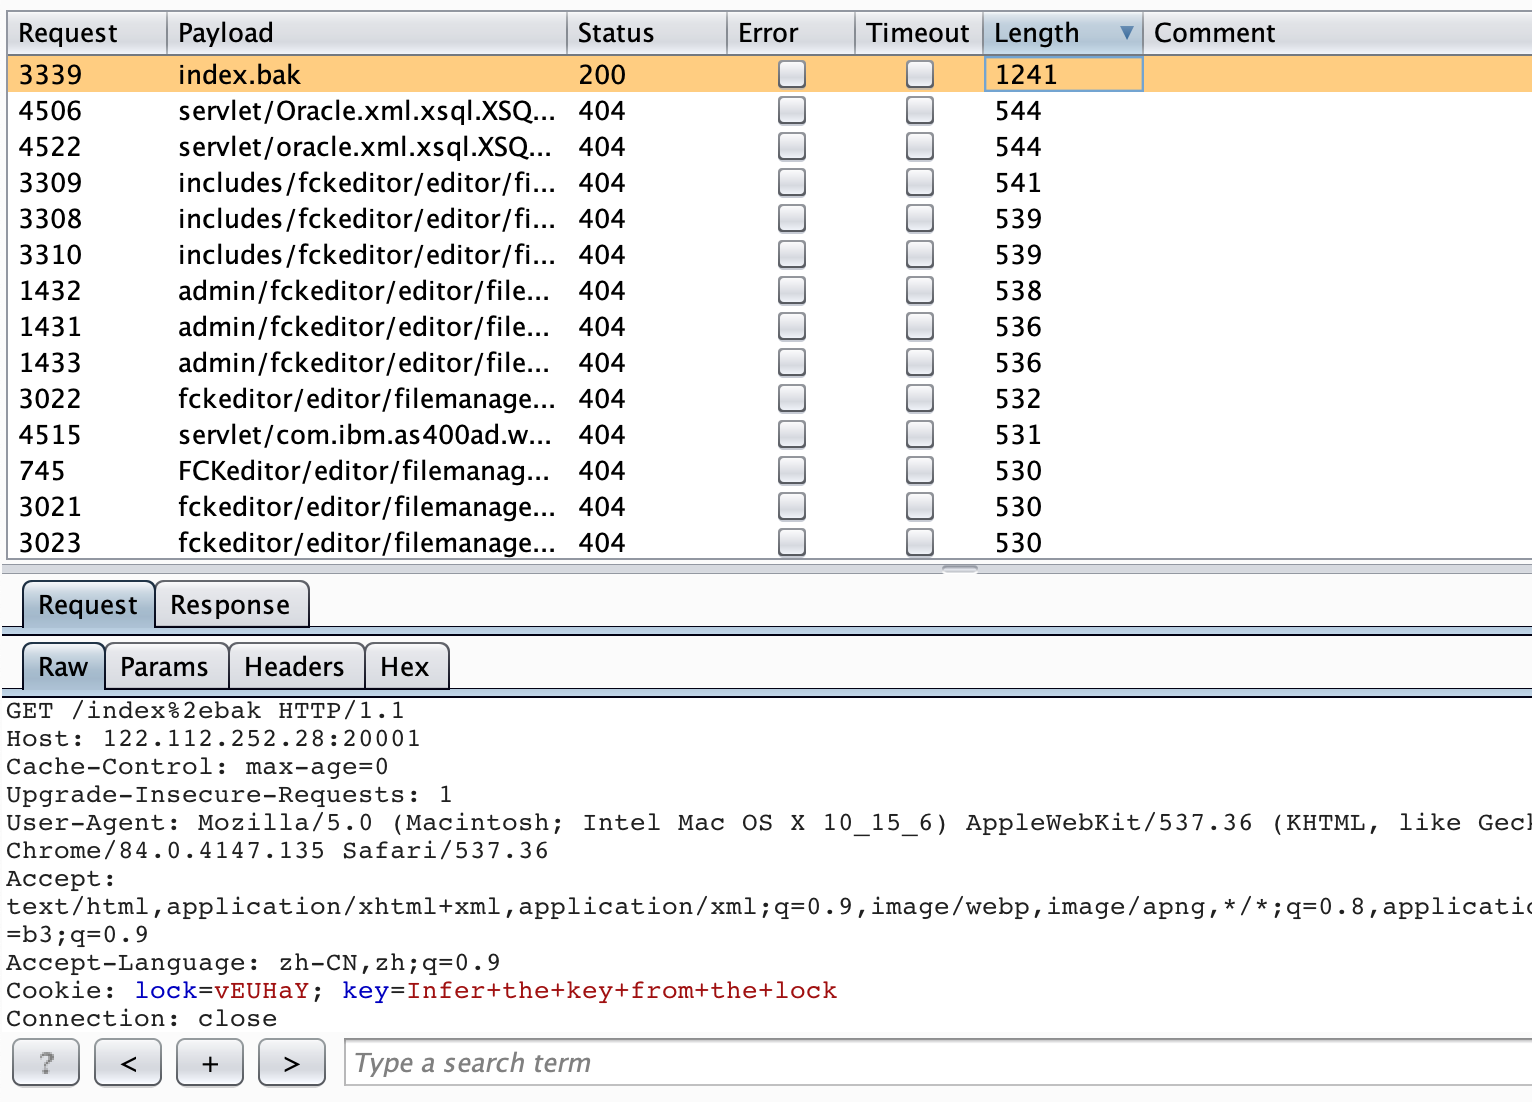 Request Payload Status Error Timeout Length Comment
3339 index.bak 200 1241
4506 servlet/Oracle.xml.xsql.XSQ... 404 544
4522 servlet/oracle.xml.xsql.XSQ... 404 544
3309 includes/fckeditor/editor/fi... 404 541
3308 includes/fckeditor/editor/fi... 404 539
3310 includes/fckeditor/editor/fi... 404 539
1432 admin/fckeditor/editor/file... 404 538
1431 admin/fckeditor/editor/file... 404 536
1433 admin/fckeditor/editor/file... 404 536
3022 fckeditor/editor/filemanage... 404 532
4515 servlet/com.ibm.as400ad.w... 404 531
745 FCKeditor/editor/filemanag... 404 530
3021 fckeditor/editor/filemanage... 404 530
3023 fckeditor/editor/filemanage... 404 530
Request Response
Raw Params Headers Hex
GET /index%2ebak HTTP/1.1
Host: 122.112.252.28:20001
Cache-Control: max-age=0
Upgrade-Insecure-Requests: 1
User-Agent: Mozilla/5.0 (Macintosh; Intel Mac OS X 10_15_6) AppleWebKit/537.36 (KHTML, like Geck
Chrome/84.0.4147.135 Safari/537.36
Accept:
text/html,application/xhtml+xml,application/xml;q=0.9,image/webp,image/apng,*/*;q=0.8,applicatio
=b3;q=0.9
Accept-Language: zh-CN,zh;q=0.9
Cookie: lock=vEUHaY; key=Infer+the+key+from+the+lock
Connection: close
? < + > Type a search term